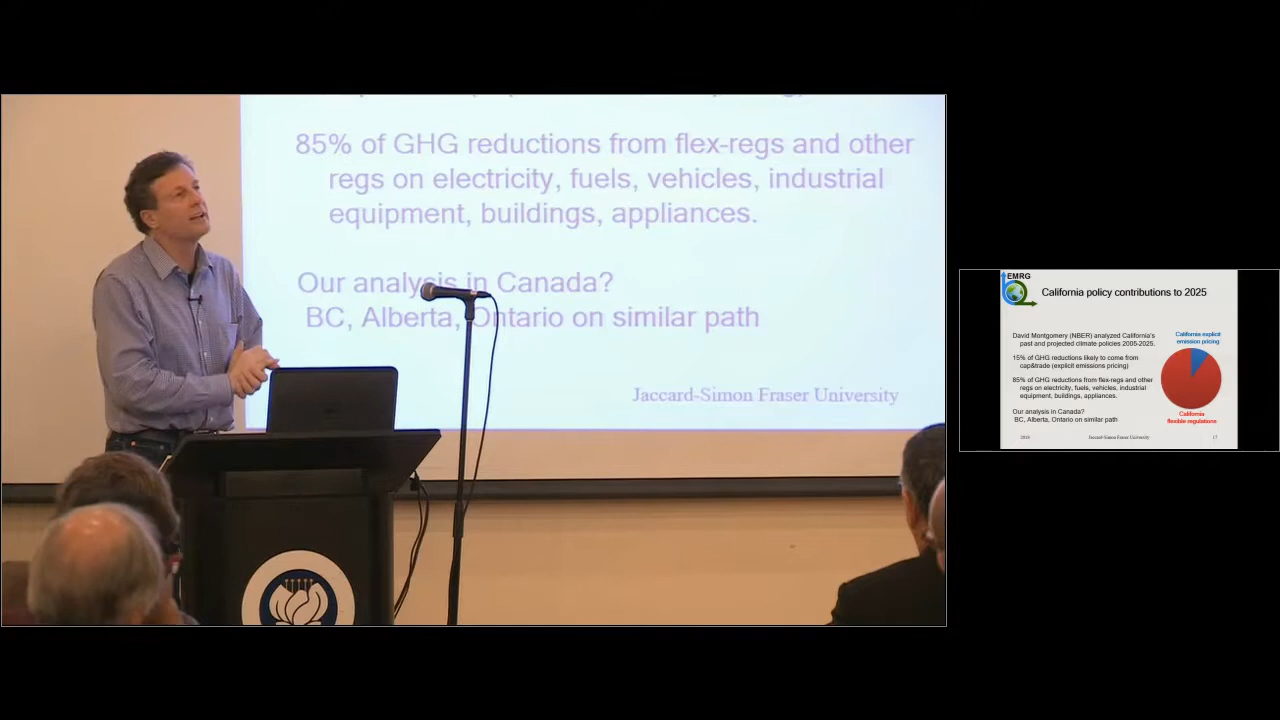 85% of GHG reductions from flex-regs and other
regs on electricity, fuels, vehicles, industrial
equipment, buildings, appliances.
Our analysis in Canada?
BC, Alberta, Ontario on similar path
Jaccard-Simon Fraser University
EMRG
California policy contributions to 2025
David Montgomery (NBER) analyzed California's
past and projected climate policies 2005-2025.
15% of GHG reductions likely to come from
cap&trade (explicit emissions pricing)
85% of GHG reductions from flex-regs and other
regs on electricity, fuels, vehicles, industrial
equipment, buildings, appliances.
Our analysis in Canada?
BC, Alberta, Ontario on similar path
California explicit
emission pricing
California
flexible regulations
Jaccard-Simon Fraser University
17